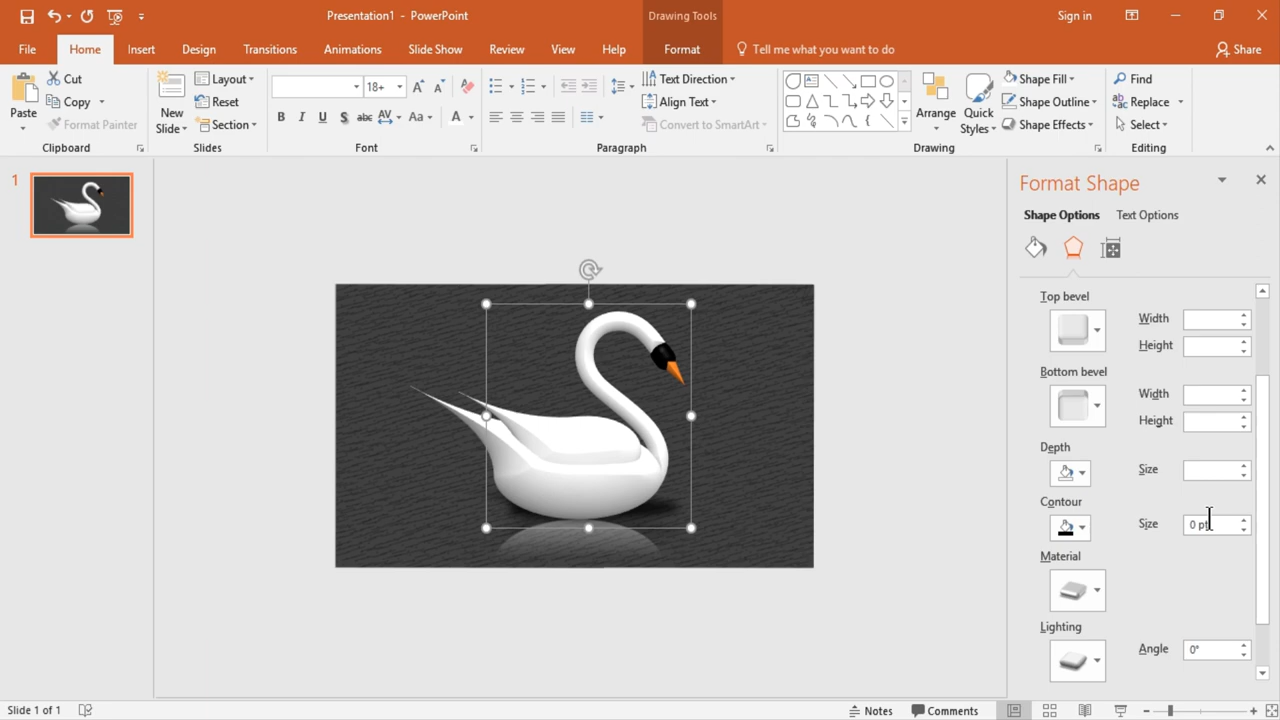 Presentation1 - PowerPoint
Drawing Tools
Sign in
File
Home
Insert
Design
Transitions
Animations
Slide Show
Review
View
Help
Format
Tell me what you want to do
Share
Paste
Cut
Copy
Format Painter
Clipboard
New
Slide
Layout
Reset
Section
Slides
18+
B I U S abc AV Aa A
Font
Text Direction
Align Text
Convert to SmartArt
Paragraph
Arrange
Quick
Styles
Shape Fill
Shape Outline
Shape Effects
Drawing
Find
Replace
Select
Editing
1
Format Shape
Shape Options Text Options
Top bevel
Width
Height
Bottom bevel
Width
Height
Depth
Size
Contour
Size 0 pt
Material
Lighting
Angle 0°
Slide 1 of 1
Notes
Comments